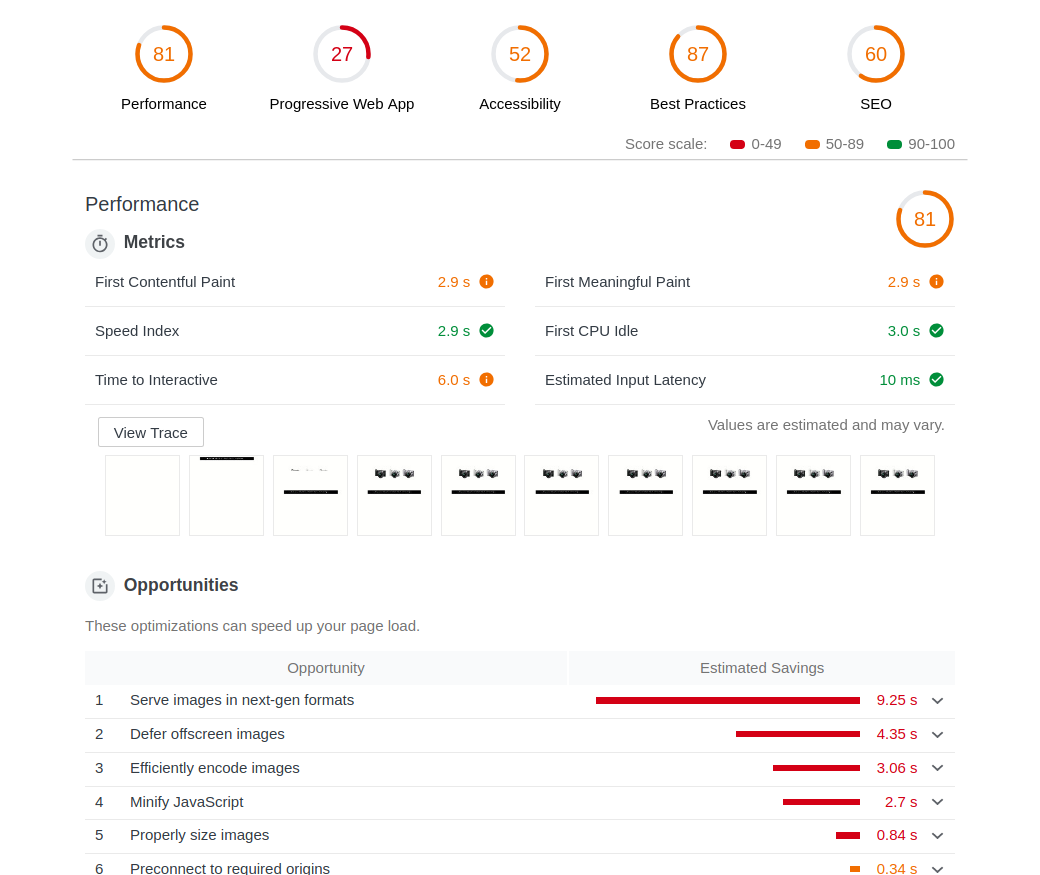 81 27 52 87 60
Performance Progressive Web App Accessibility Best Practices SEO
Score scale: 0-49 50-89 90-100
Performance 81
Metrics
First Contentful Paint 2.9 s First Meaningful Paint 2.9 s
Speed Index 2.9 s First CPU Idle 3.0 s
Time to Interactive 6.0 s Estimated Input Latency 10 ms
View Trace Values are estimated and may vary.
Opportunities
These optimizations can speed up your page load.
Opportunity Estimated Savings
1 Serve images in next-gen formats 9.25 s
2 Defer offscreen images 4.35 s
3 Efficiently encode images 3.06 s
4 Minify JavaScript 2.7 s
5 Properly size images 0.84 s
6 Preconnect to required origins 0.34 s